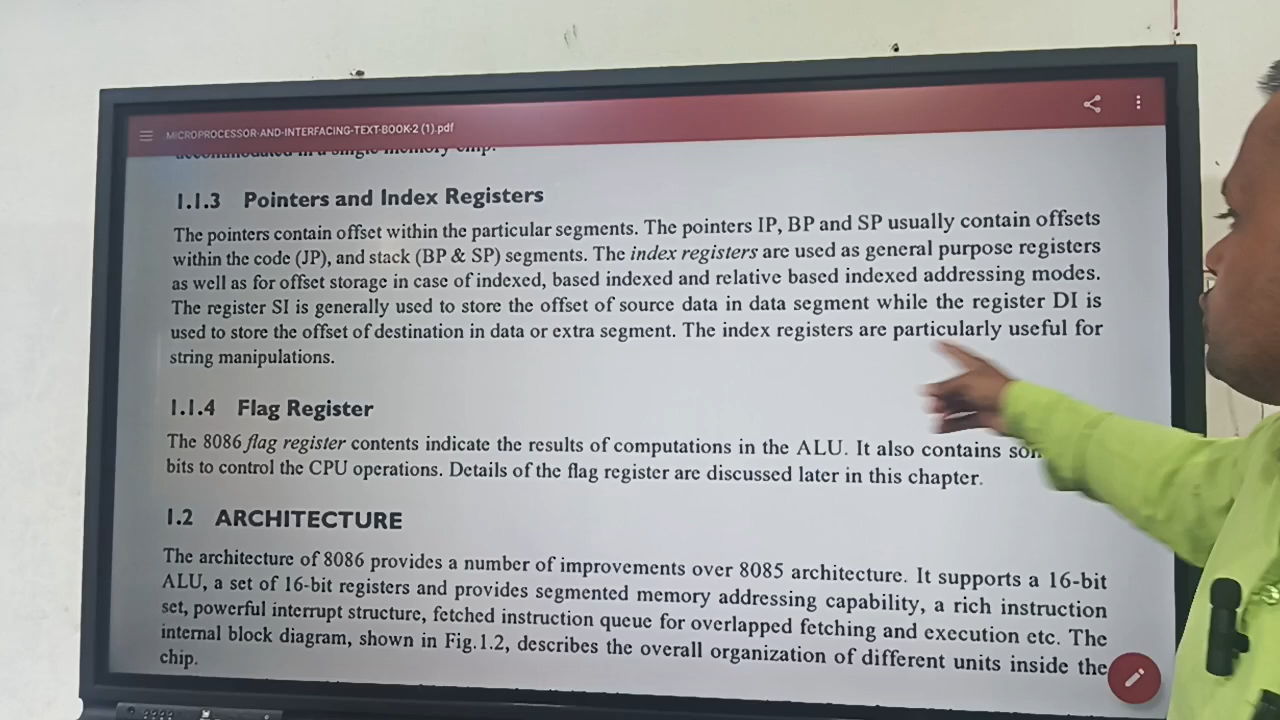 MICROPROCESSOR-AND-INTERFACING-TEXT-BOOK-2 (1).pdf
accommodated in a single memory chip.
1.1.3 Pointers and Index Registers
The pointers contain offset within the particular segments. The pointers IP, BP and SP usually contain offsets
within the code (JP), and stack (BP & SP) segments. The index registers are used as general purpose registers
as well as for offset storage in case of indexed, based indexed and relative based indexed addressing modes.
The register SI is generally used to store the offset of source data in data segment while the register DI is
used to store the offset of destination in data or extra segment. The index registers are particularly useful for
string manipulations.
1.1.4 Flag Register
The 8086 flag register contents indicate the results of computations in the ALU. It also contains
bits to control the CPU operations. Details of the flag register are discussed later in this chapter.
1.2 ARCHITECTURE
The architecture of 8086 provides a number of improvements over 8085 architecture. It supports a 16-bit
ALU, a set of 16-bit registers and provides segmented memory addressing capability, a rich instruction
set, powerful interrupt structure, fetched instruction queue for overlapped fetching and execution etc. The
internal block diagram, shown in Fig.1.2, describes the overall organization of different units inside the
chip.